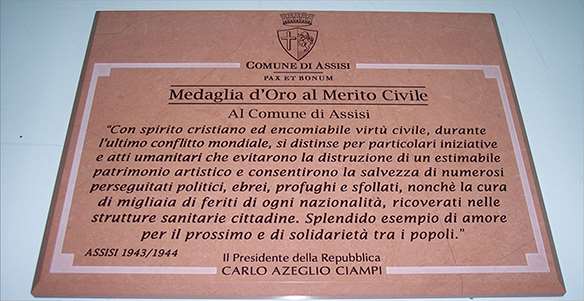 COMUNE DI ASSISI
PAX ET BONUM
Medaglia d'Oro al Merito Civile
Al Comune di Assisi
"Con spirito cristiano ed encomiabile virtù civile, durante
l'ultimo conflitto mondiale, si distinse per particolari iniziative
e atti umanitari che evitarono la distruzione di un estimabile
patrimonio artistico e consentirono la salvezza di numerosi
perseguitati politici, ebrei, profughi e sfollati, nonchè la cura
di migliaia di feriti di ogni nazionalità, ricoverati nelle
strutture sanitarie cittadine. Splendido esempio di amore
per il prossimo e di solidarietà tra i popoli."
ASSISI 1943/1944
Il Presidente della Repubblica
CARLO AZEGLIO CIAMPI